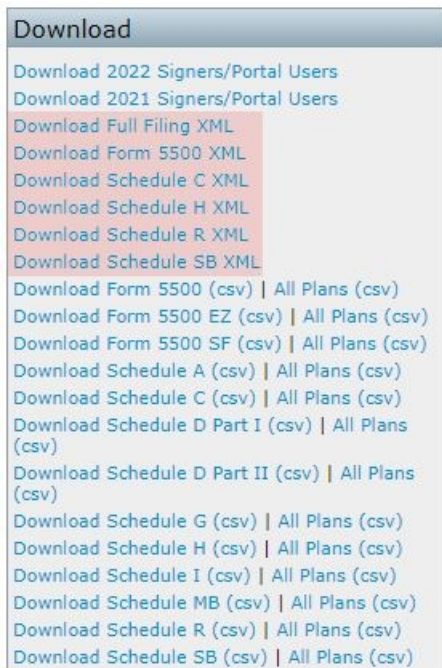 Download
Download 2022 Signers/Portal Users
Download 2021 Signers/Portal Users
Download Full Filing XML
Download Form 5500 XML
Download Schedule C XML
Download Schedule H XML
Download Schedule R XML
Download Schedule SB XML
Download Form 5500 (csv) | All Plans (csv)
Download Form 5500 EZ (csv) | All Plans (csv)
Download Form 5500 SF (csv) | All Plans (csv)
Download Schedule A (csv) | All Plans (csv)
Download Schedule C (csv) | All Plans (csv)
Download Schedule D Part I (csv) | All Plans
(csv)
Download Schedule D Part II (csv) | All Plans
(csv)
Download Schedule G (csv) | All Plans (csv)
Download Schedule H (csv) | All Plans (csv)
Download Schedule I (csv) | All Plans (csv)
Download Schedule MB (csv) | All Plans (csv)
Download Schedule R (csv) | All Plans (csv)
Download Schedule SB (csv) | All Plans (csv)